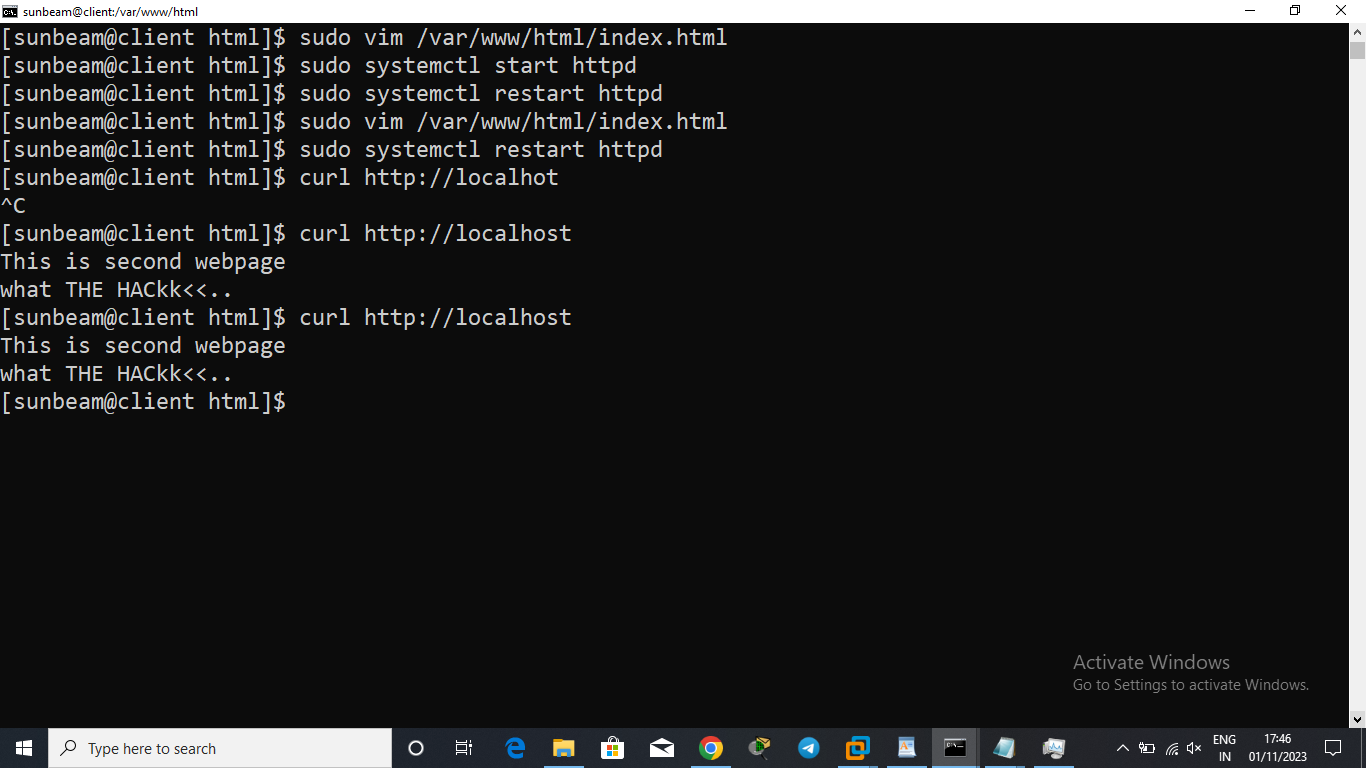 sunbeam@client:/var/www/html
[sunbeam@client html]$ sudo vim /var/www/html/index.html
[sunbeam@client html]$ sudo systemctl start httpd
[sunbeam@client html]$ sudo systemctl restart httpd
[sunbeam@client html]$ sudo vim /var/www/html/index.html
[sunbeam@client html]$ sudo systemctl restart httpd
[sunbeam@client html]$ curl http://localhot
^C
[sunbeam@client html]$ curl http://localhost
This is second webpage
what THE HACkk<<..
[sunbeam@client html]$ curl http://localhost
This is second webpage
what THE HACkk<<..
[sunbeam@client html]$
Activate Windows
Go to Settings to activate Windows.
Type here to search
ENG
IN
17:46
01/11/2023